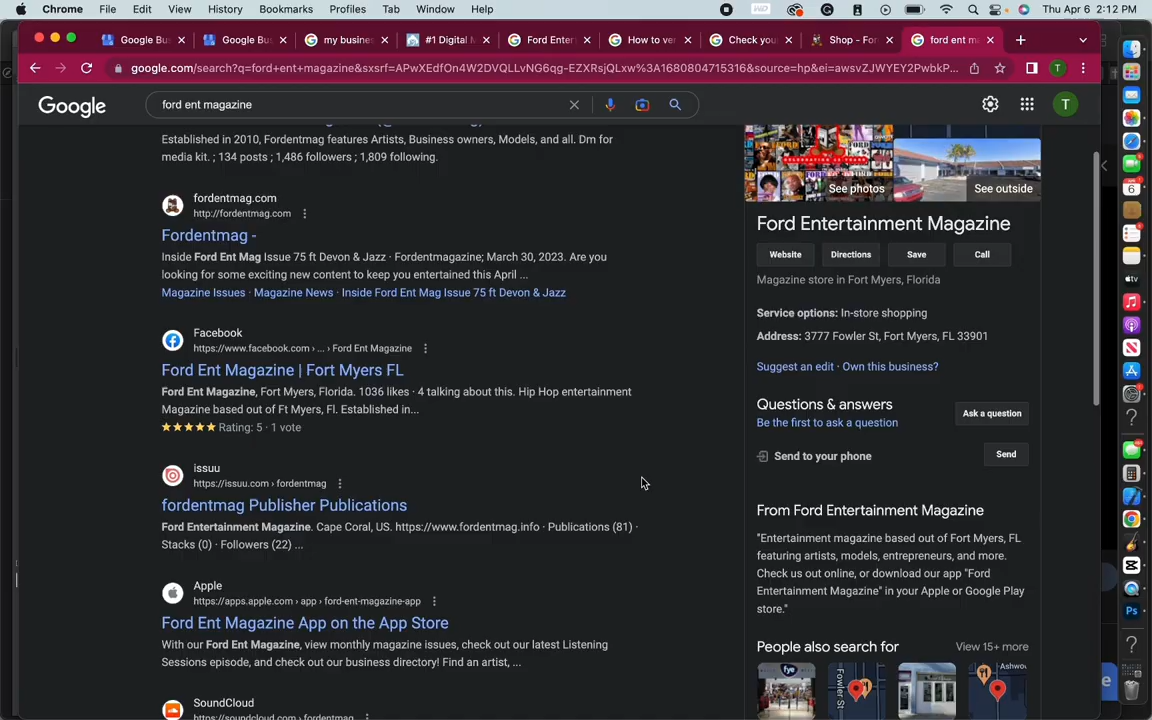 Chrome File Edit View History Bookmarks Profiles Tab Window Help Thu Apr 6 2:12 PM
Google Bus Google Bus my busines #1 Digital M Ford Enter How to ver Check you Shop - For ford ent m
google.com/search?q=ford+ent+magazine&sxsrf=APwXEdfOn4W2DVQLLvNG6qg-EZXRsjQLxw%3A1680804715316&source=hp&ei=awsvZJWYEY2PwbkP... T
Google ford ent magazine T
Established in 2010, Fordentmag features Artists, Business owners, Models, and all. Dm for
media kit. ; 134 posts ; 1,486 followers ; 1,809 following.
fordentmag.com
http://fordentmag.com
Fordentmag -
Inside Ford Ent Mag Issue 75 ft Devon & Jazz · Fordentmagazine; March 30, 2023. Are you
looking for some exciting new content to keep you entertained this April ...
Magazine Issues · Magazine News · Inside Ford Ent Mag Issue 75 ft Devon & Jazz
Facebook
https://www.facebook.com › ... › Ford Ent Magazine
Ford Ent Magazine | Fort Myers FL
Ford Ent Magazine, Fort Myers, Florida. 1036 likes · 4 talking about this. Hip Hop entertainment
Magazine based out of Ft Myers, Fl. Established in...
Rating: 5 · 1 vote
issuu
https://issuu.com › fordentmag
fordentmag Publisher Publications
Ford Entertainment Magazine. Cape Coral, US. https://www.fordentmag.info · Publications (81) ·
Stacks (0) · Followers (22) ...
Apple
https://apps.apple.com › app › ford-ent-magazine-app
Ford Ent Magazine App on the App Store
With our Ford Ent Magazine, view monthly magazine issues, check out our latest Listening
Sessions episode, and check out our business directory! Find an artist, ...
SoundCloud
https://soundcloud.com › fordentmag
See photos See outside
Ford Entertainment Magazine
Website Directions Save Call
Magazine store in Fort Myers, Florida
Service options: In-store shopping
Address: 3777 Fowler St, Fort Myers, FL 33901
Suggest an edit · Own this business?
Questions & answers
Be the first to ask a question
Ask a question
Send to your phone Send
From Ford Entertainment Magazine
"Entertainment magazine based out of Fort Myers, FL
featuring artists, models, entrepreneurs, and more.
Check us out online, or download our app "Ford
Entertainment Magazine" in your Apple or Google Play
store."
People also search for View 15+ more
fye Fowler St Ashwo